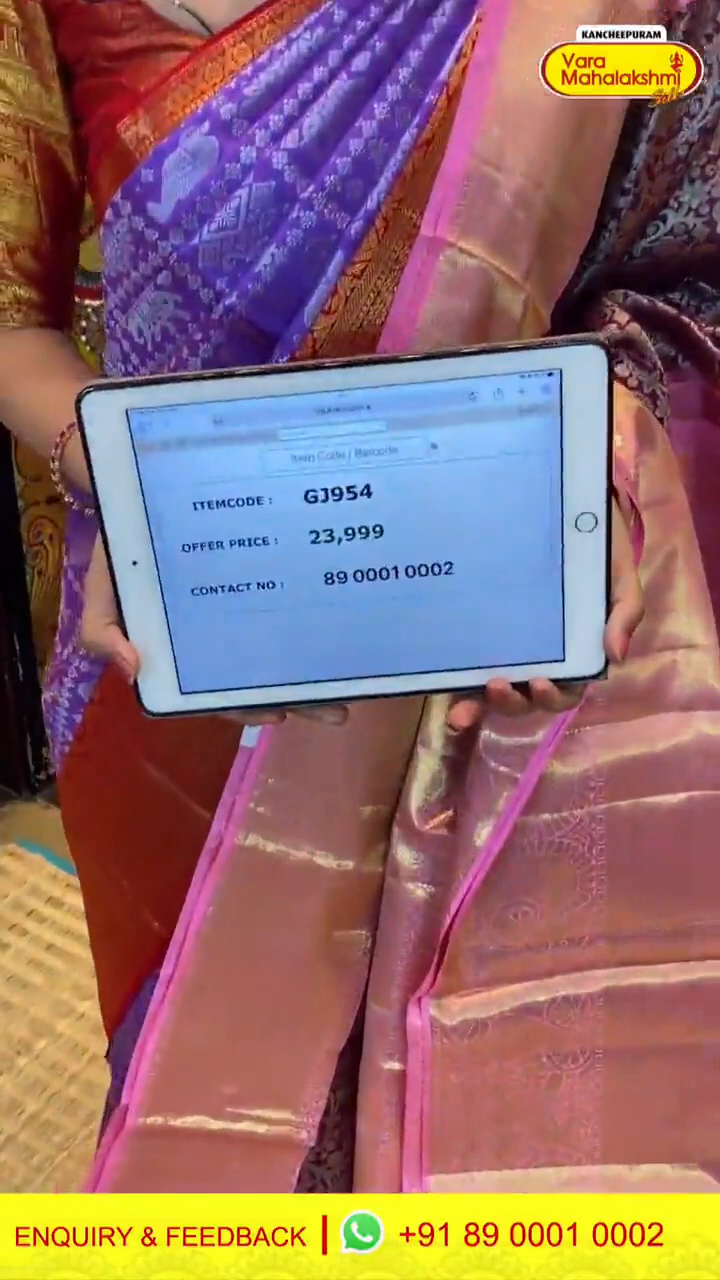 KANCHEEPURAM
Vara
Mahalakshmi
Silks
Item Code / Barcode
ITEMCODE : GJ954
OFFER PRICE : 23,999
CONTACT NO : 89 0001 0002
ENQUIRY & FEEDBACK | +91 89 0001 0002